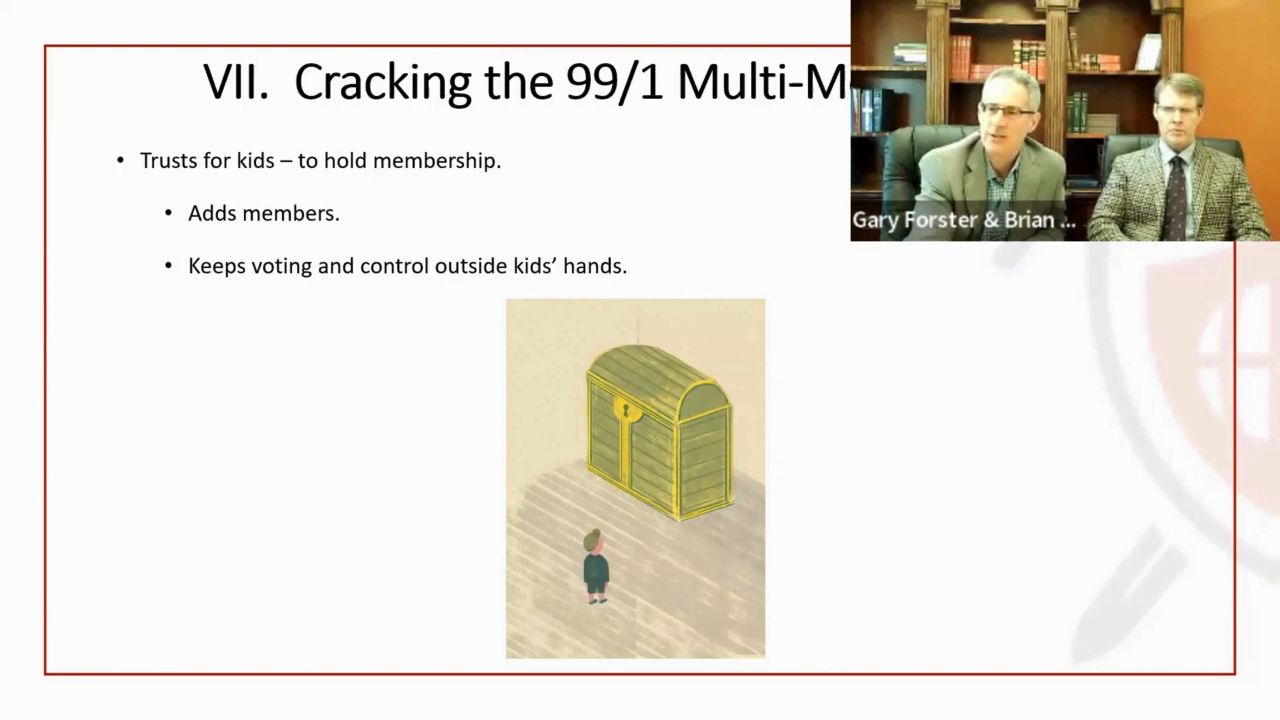 VII. Cracking the 99/1 Multi-M
• Trusts for kids – to hold membership.
• Adds members.
• Keeps voting and control outside kids’ hands.
Gary Forster & Brian ...